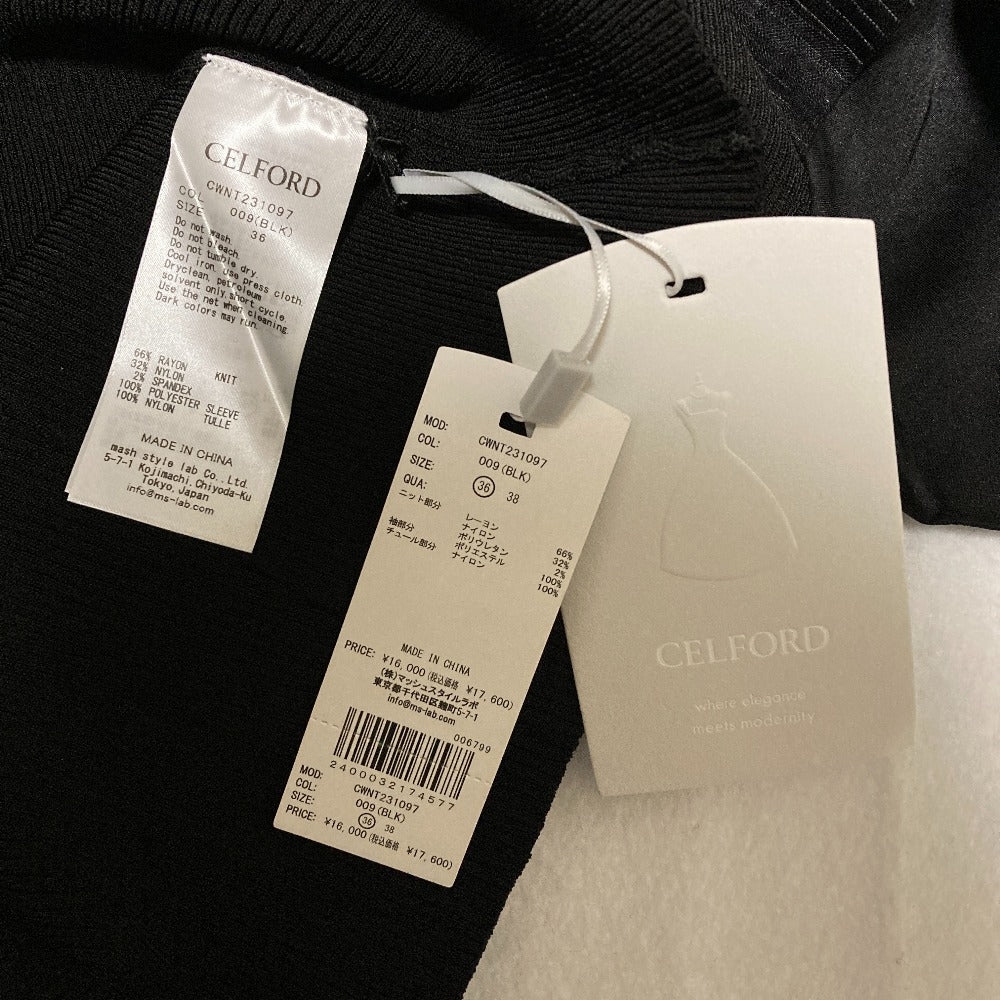 CELFORD
CWNT231097
COL 009(BLK)
SIZE 36
Do not wash.
Do not bleach.
Do not tumble dry.
Cool iron, use press cloth.
Dryclean, petroleum
solvent only,short cycle.
Use the net when cleaning.
Dark colors may run.
66% RAYON KNIT
32% NYLON
2% SPANDEX
100% POLYESTER SLEEVE
100% NYLON TULLE
MADE IN CHINA
mash style lab Co., Ltd.
5-7-1 Kojimachi,Chiyoda-Ku
Tokyo, Japan
info@ms-lab.com
MOD: CWNT231097
COL: 009(BLK)
SIZE: 36 38
QUA:
ニット部分 レーヨン 66%
ナイロン 32%
ポリウレタン 2%
袖部分 ポリエステル 100%
チュール部分 ナイロン 100%
MADE IN CHINA
PRICE: ¥16,000(税込価格 ¥17,600)
(株)マッシュスタイルラボ
東京都千代田区麹町5-7-1
info@ms-lab.com
006799
2400032174577
MOD: CWNT231097
COL: 009(BLK)
SIZE: 36 38
PRICE: ¥16,000(税込価格 ¥17,600)
CELFORD
where elegance
meets modernity